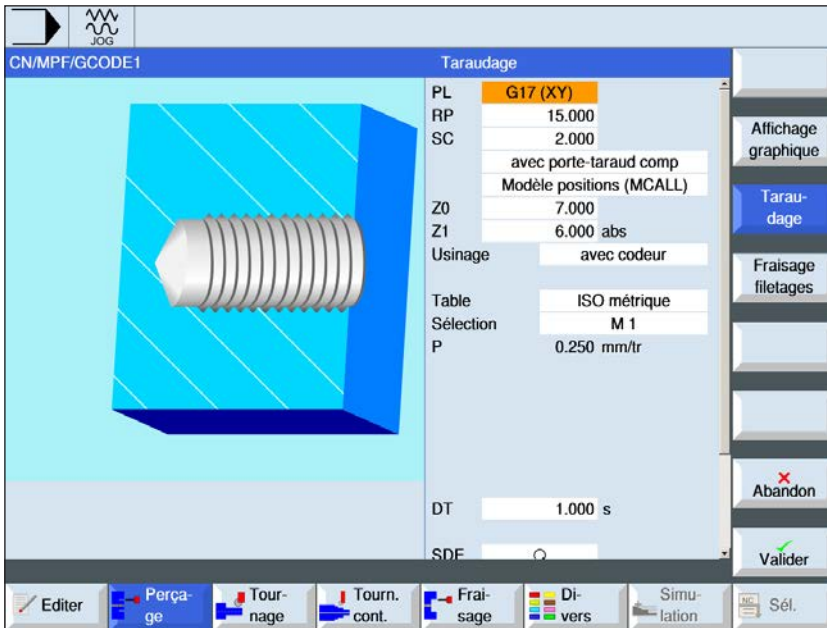 JOG
CN/MPF/GCODE1
Taraudage
PL G17 (XY)
RP 15.000
SC 2.000
avec porte-taraud comp
Modèle positions (MCALL)
Z0 7.000
Z1 6.000 abs
Usinage avec codeur
Table ISO métrique
Sélection M 1
P 0.250 mm/tr
DT 1.000 s
SDE
Affichage
graphique
Tarau-
dage
Fraisage
filetages
Abandon
Valider
Editer
Perça-
ge
Tour-
nage
Tourn.
cont.
Frai-
sage
Di-
vers
Simu-
lation
NC
Sél.